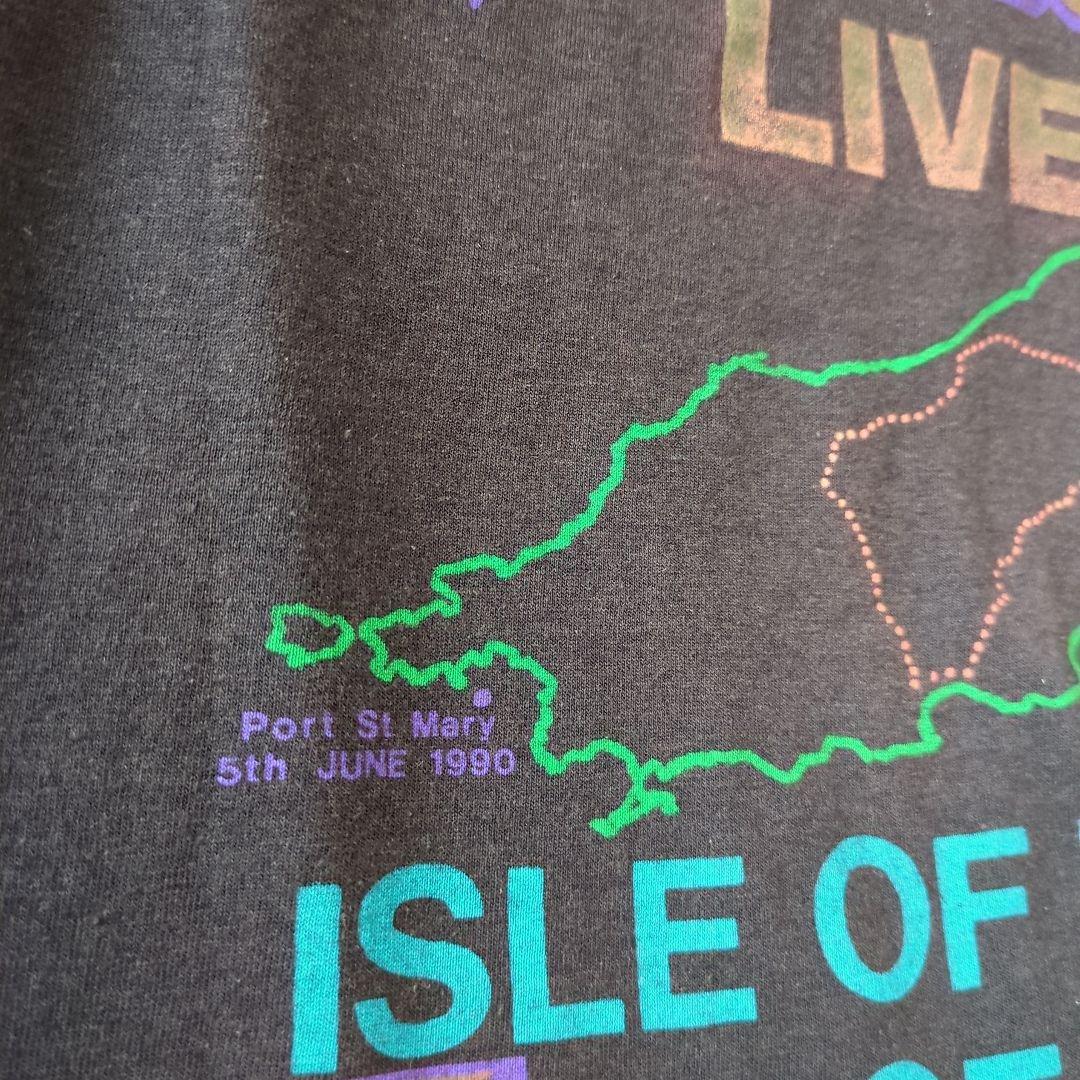 LIVE
Port St Mary
5th JUNE 1990
ISLE OF